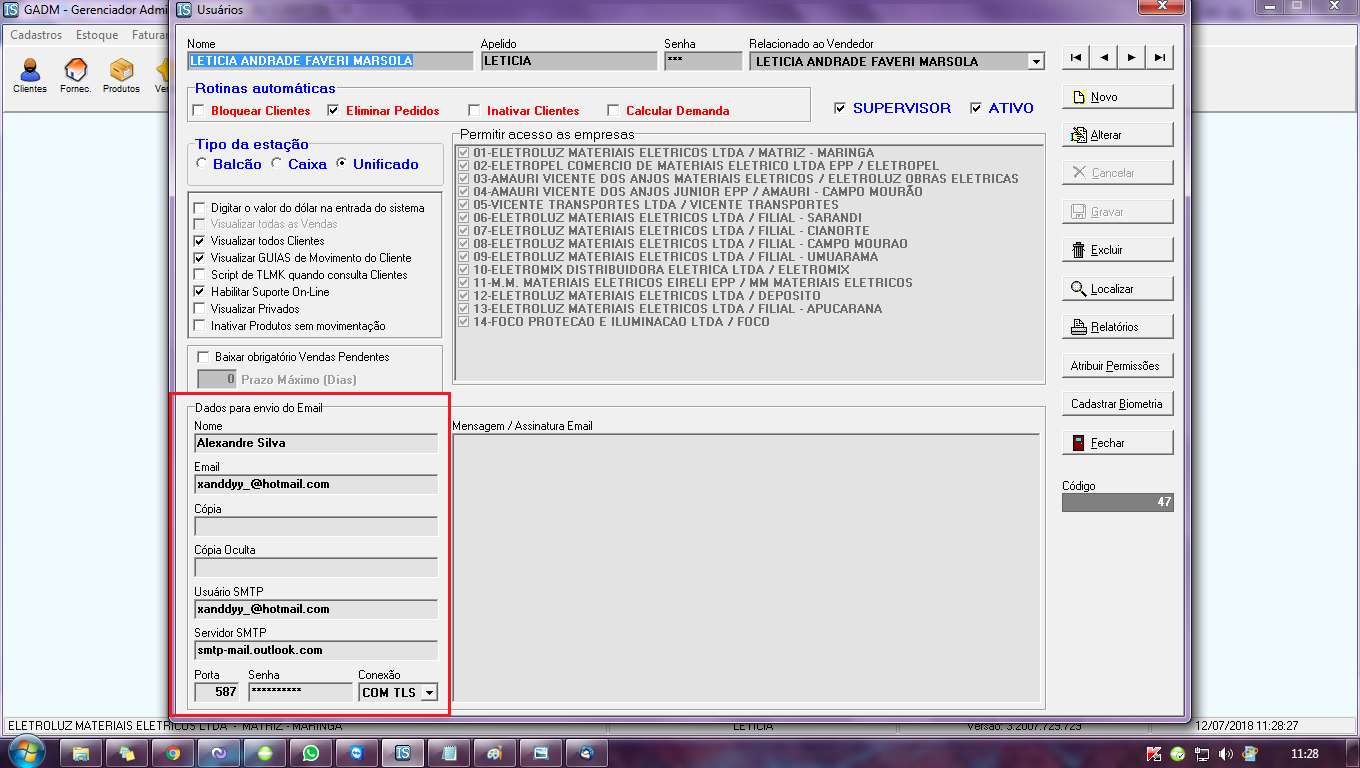 GADM - Gerenciador Admi
Usuários
Cadastros Estoque Faturar
Clientes Fornec. Produtos Ve
Nome Apelido Senha Relacionado ao Vendedor
LETICIA ANDRADE FAVERI MARSOLA LETICIA *** LETICIA ANDRADE FAVERI MARSOLA
Rotinas automáticas
Bloquear Clientes Eliminar Pedidos Inativar Clientes Calcular Demanda
SUPERVISOR ATIVO
Tipo da estação
Balcão Caixa Unificado
Digitar o valor do dólar na entrada do sistema
Visualizar todas as Vendas
Visualizar todos Clientes
Visualizar GUIAS de Movimento do Cliente
Script de TLMK quando consulta Clientes
Habilitar Suporte On-Line
Visualizar Privados
Inativar Produtos sem movimentação
Baixar obrigatório Vendas Pendentes
0 Prazo Máximo (Dias)
Permitir acesso as empresas
01-ELETROLUZ MATERIAIS ELETRICOS LTDA / MATRIZ - MARINGA
02-ELETROPEL COMERCIO DE MATERIAIS ELETRICO LTDA EPP / ELETROPEL
03-AMAURI VICENTE DOS ANJOS MATERIAIS ELETRICOS / ELETROLUZ OBRAS ELETRICAS
04-AMAURI VICENTE DOS ANJOS JUNIOR EPP / AMAURI - CAMPO MOURÃO
05-VICENTE TRANSPORTES LTDA / VICENTE TRANSPORTES
06-ELETROLUZ MATERIAIS ELETRICOS LTDA / FILIAL - SARANDI
07-ELETROLUZ MATERIAIS ELETRICOS LTDA / FILIAL - CIANORTE
08-ELETROLUZ MATERIAIS ELETRICOS LTDA / FILIAL - CAMPO MOURAO
09-ELETROLUZ MATERIAIS ELETRICOS LTDA / FILIAL - UMUARAMA
10-ELETROMIX DISTRIBUIDORA ELETRICA LTDA / ELETROMIX
11-M.M. MATERIAIS ELETRICOS EIRELI EPP / MM MATERIAIS ELETRICOS
12-ELETROLUZ MATERIAIS ELETRICOS LTDA / DEPOSITO
13-ELETROLUZ MATERIAIS ELETRICOS LTDA / FILIAL - APUCARANA
14-FOCO PROTECAO E ILUMINACAO LTDA / FOCO
Dados para envio do Email
Nome
Alexandre Silva
Email
xanddyy_@hotmail.com
Cópia
Cópia Oculta
Usuário SMTP
xanddyy_@hotmail.com
Servidor SMTP
smtp-mail.outlook.com
Porta Senha Conexão
587 ********** COM TLS
Mensagem / Assinatura Email
Novo
Alterar
Cancelar
Gravar
Excluir
Localizar
Relatórios
Atribuir Permissões
Cadastrar Biometria
Fechar
Código
47
ELETROLUZ MATERIAIS ELETRICOS LTDA - MATRIZ - MARINGA LETICIA Versão: 3.2007.729.729 12/07/2018 11:28:27
11:28